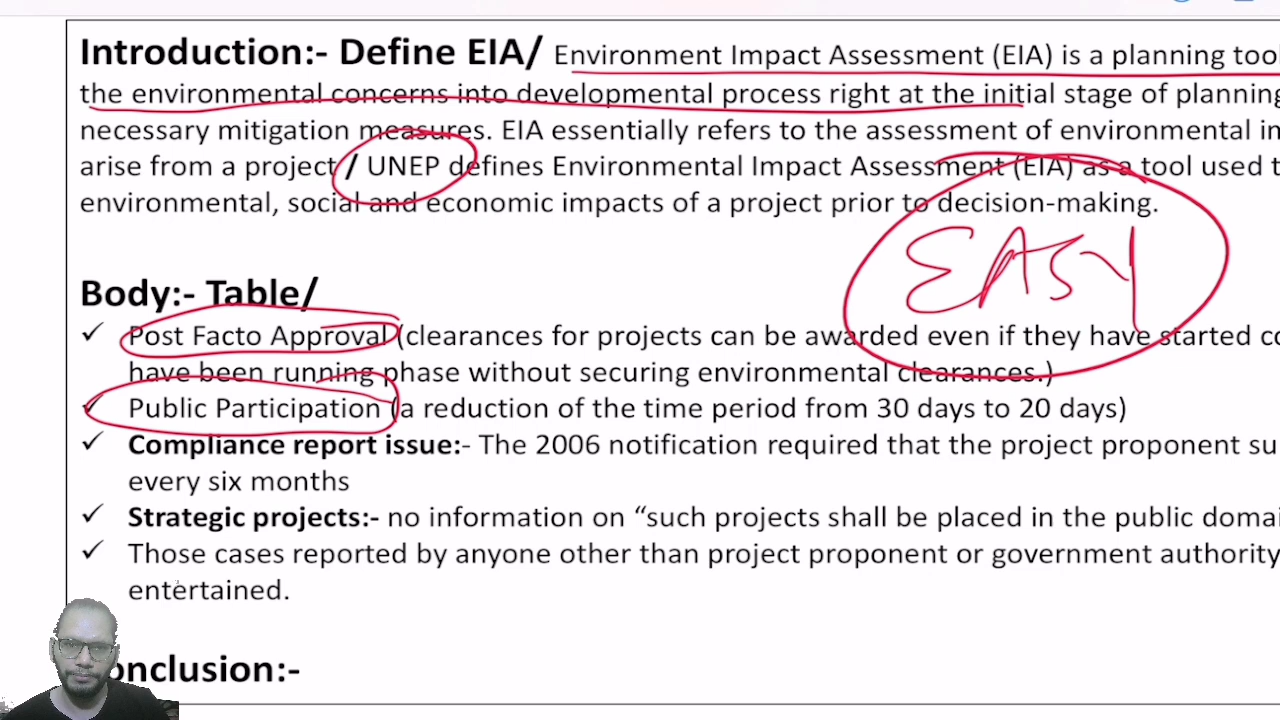 Introduction:- Define EIA/ Environment Impact Assessment (EIA) is a planning tool
the environmental concerns into developmental process right at the initial stage of planning
necessary mitigation measures. EIA essentially refers to the assessment of environmental
arise from a project / UNEP defines Environmental Impact Assessment (EIA) as a tool used
environmental, social and economic impacts of a project prior to decision-making.
EASY
Body:- Table/
✓ Post Facto Approval (clearances for projects can be awarded even if they have started
have been running phase without securing environmental clearances.)
✓ Public Participation (a reduction of the time period from 30 days to 20 days)
✓ Compliance report issue:- The 2006 notification required that the project proponent
every six months
✓ Strategic projects:- no information on “such projects shall be placed in the public
✓ Those cases reported by anyone other than project proponent or government authority
entertained.
onclusion:-